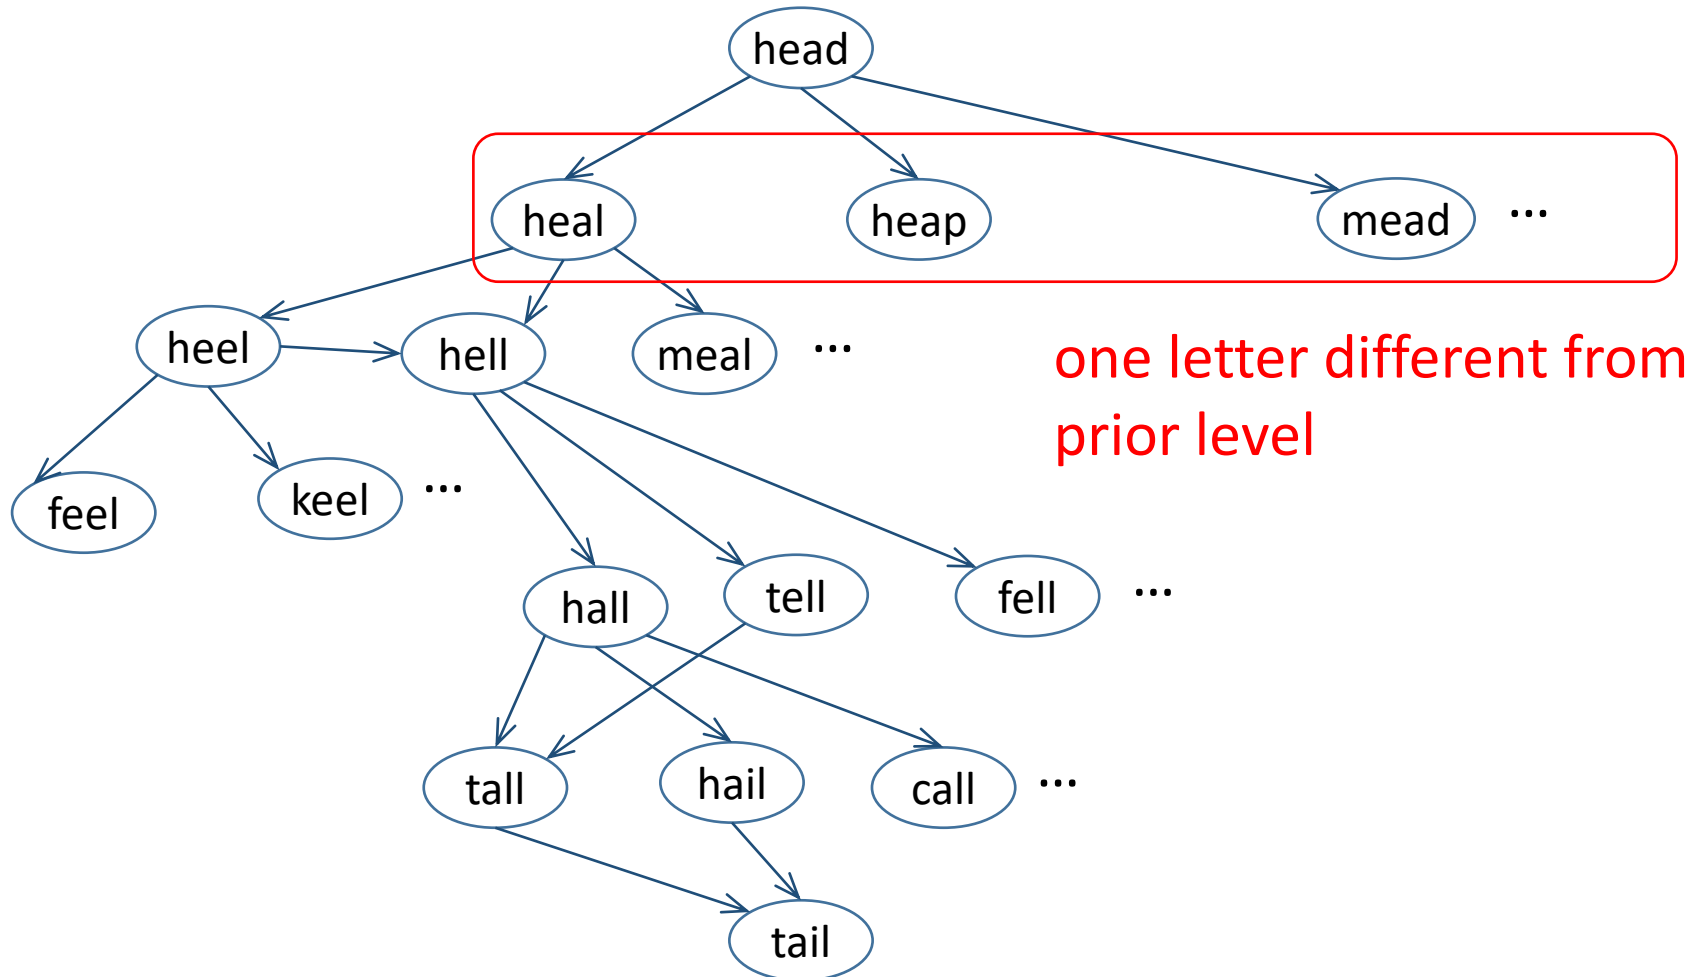 head
heal heap mead ...
heel hell meal ...
one letter different from
prior level
feel keel ...
hall tell fell ...
tall hail call ...
tail